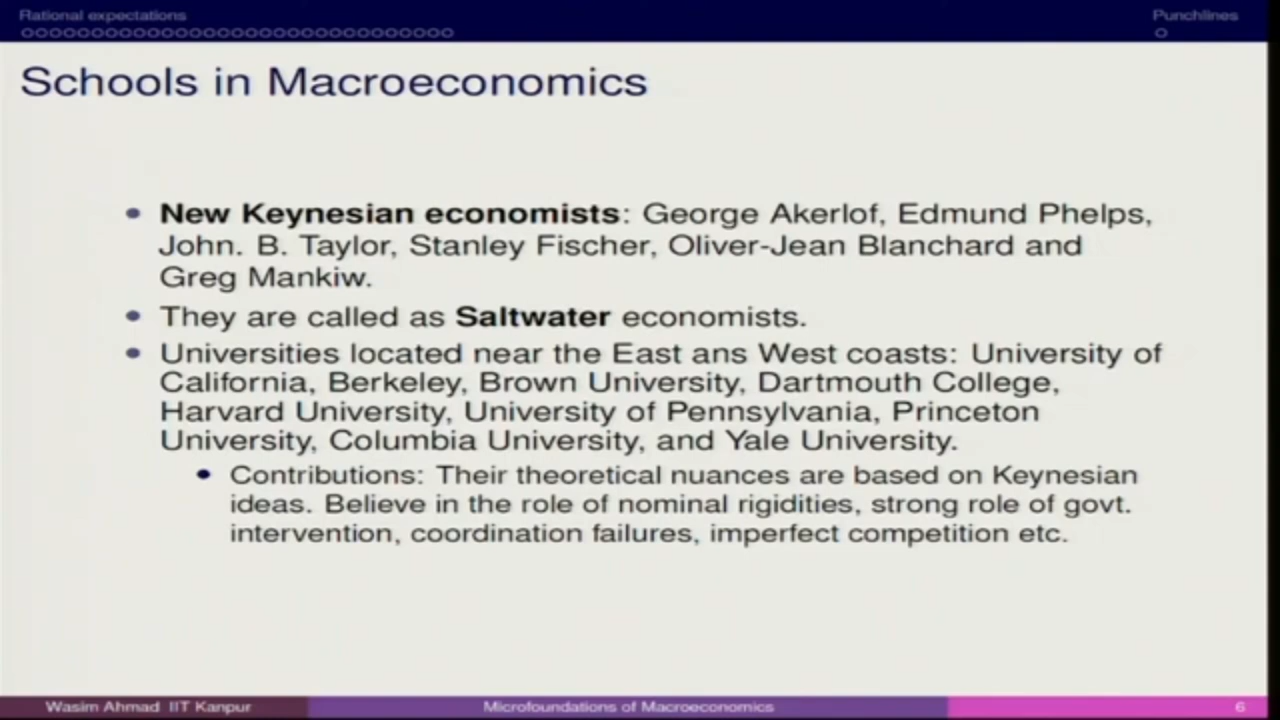 Rational expectations
Punchlines
Schools in Macroeconomics
• New Keynesian economists: George Akerlof, Edmund Phelps,
John. B. Taylor, Stanley Fischer, Oliver-Jean Blanchard and
Greg Mankiw.
• They are called as Saltwater economists.
• Universities located near the East ans West coasts: University of
California, Berkeley, Brown University, Dartmouth College,
Harvard University, University of Pennsylvania, Princeton
University, Columbia University, and Yale University.
• Contributions: Their theoretical nuances are based on Keynesian
ideas. Believe in the role of nominal rigidities, strong role of govt.
intervention, coordination failures, imperfect competition etc.
Wasim Ahmad IIT Kanpur
Microfoundations of Macroeconomics
6